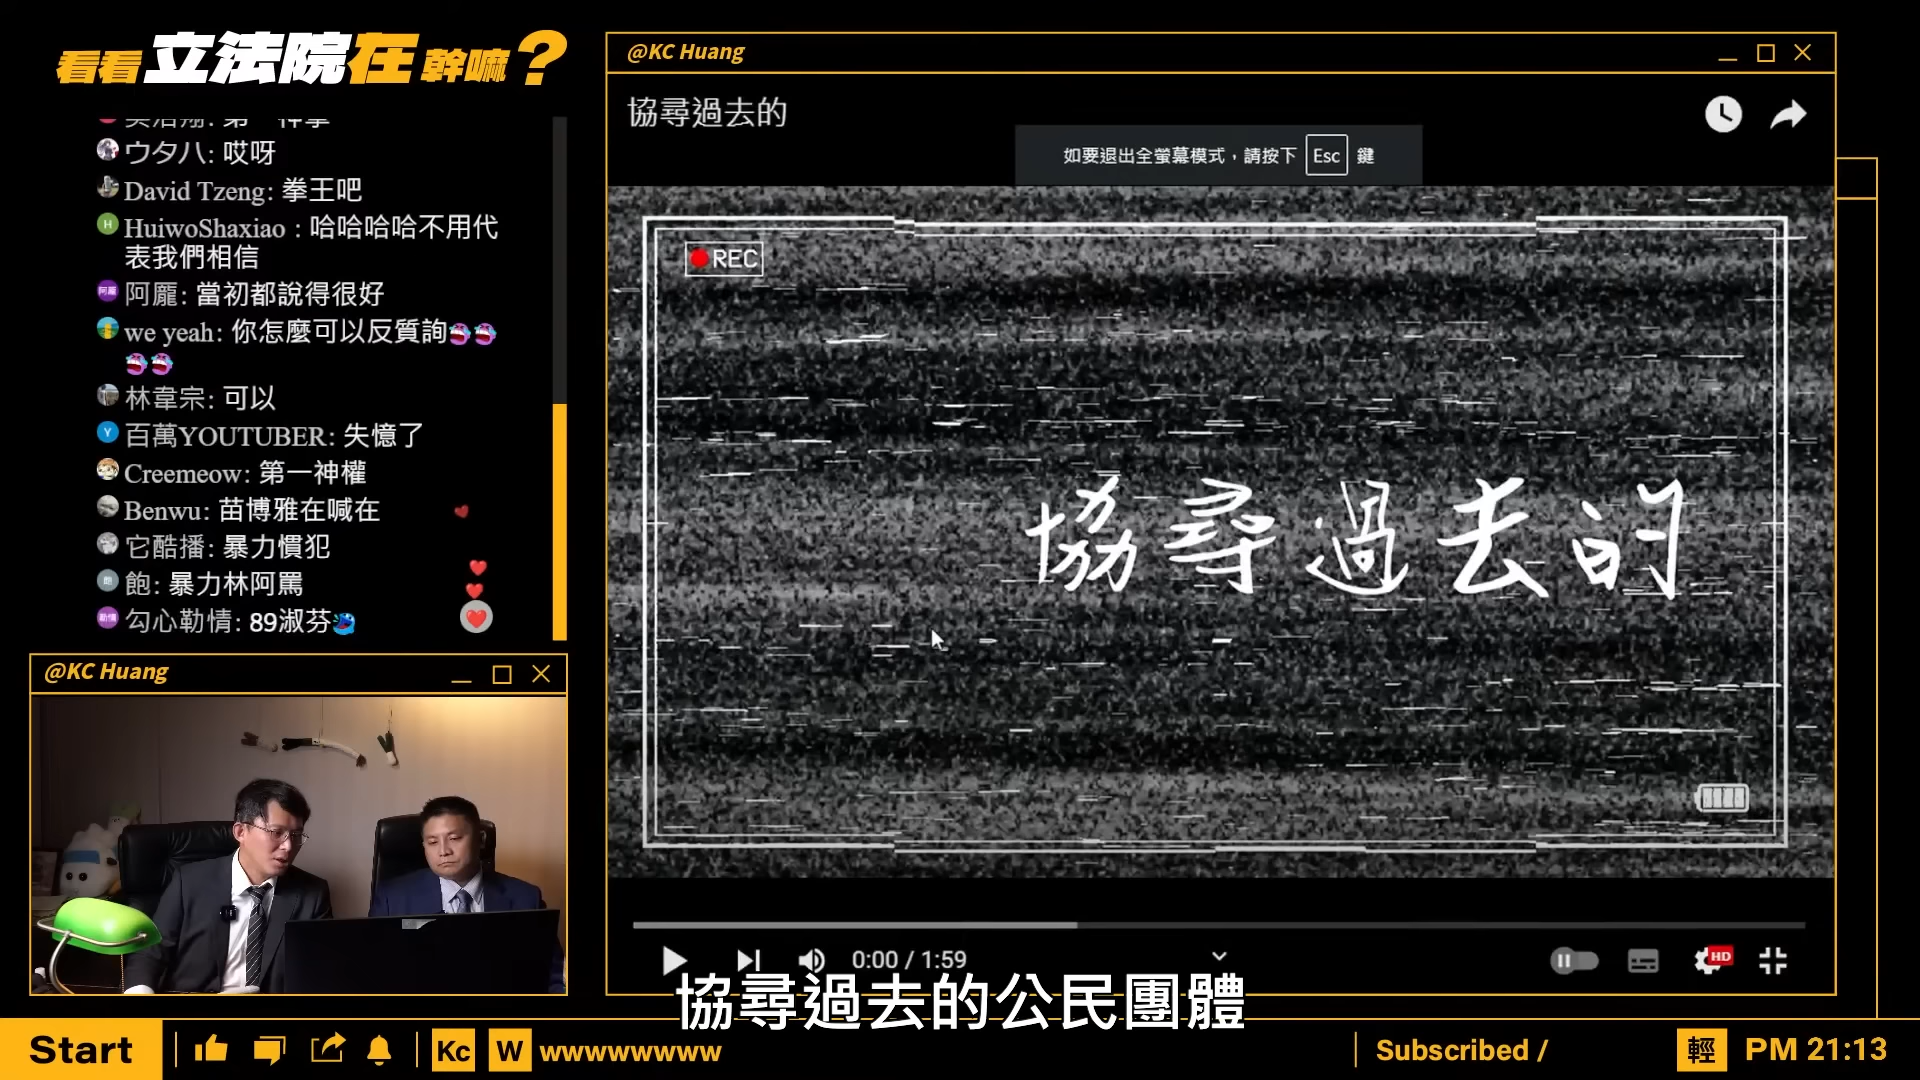 看看立法院在幹嘛?
ウタ八: 哎呀
David Tzeng: 拳王吧
HuiwoShaxiao : 哈哈哈哈不用代
表我們相信
阿龐: 當初都說得很好
we yeah: 你怎麼可以反質詢
林韋宗: 可以
百萬YOUTUBER: 失憶了
Creemeow: 第一神權
Benwu: 苗博雅在喊在
它酷播: 暴力慣犯
飽: 暴力林阿罵
勾心勒情: 89淑芬
@KC Huang
@KC Huang
協尋過去的
如要退出全螢幕模式，請按下 Esc 鍵
REC
協尋過去的
0:00 / 1:59
HD
協尋過去的公民團體
Start
Kc W wwwwwwwww
Subscribed /
輕 PM 21:13